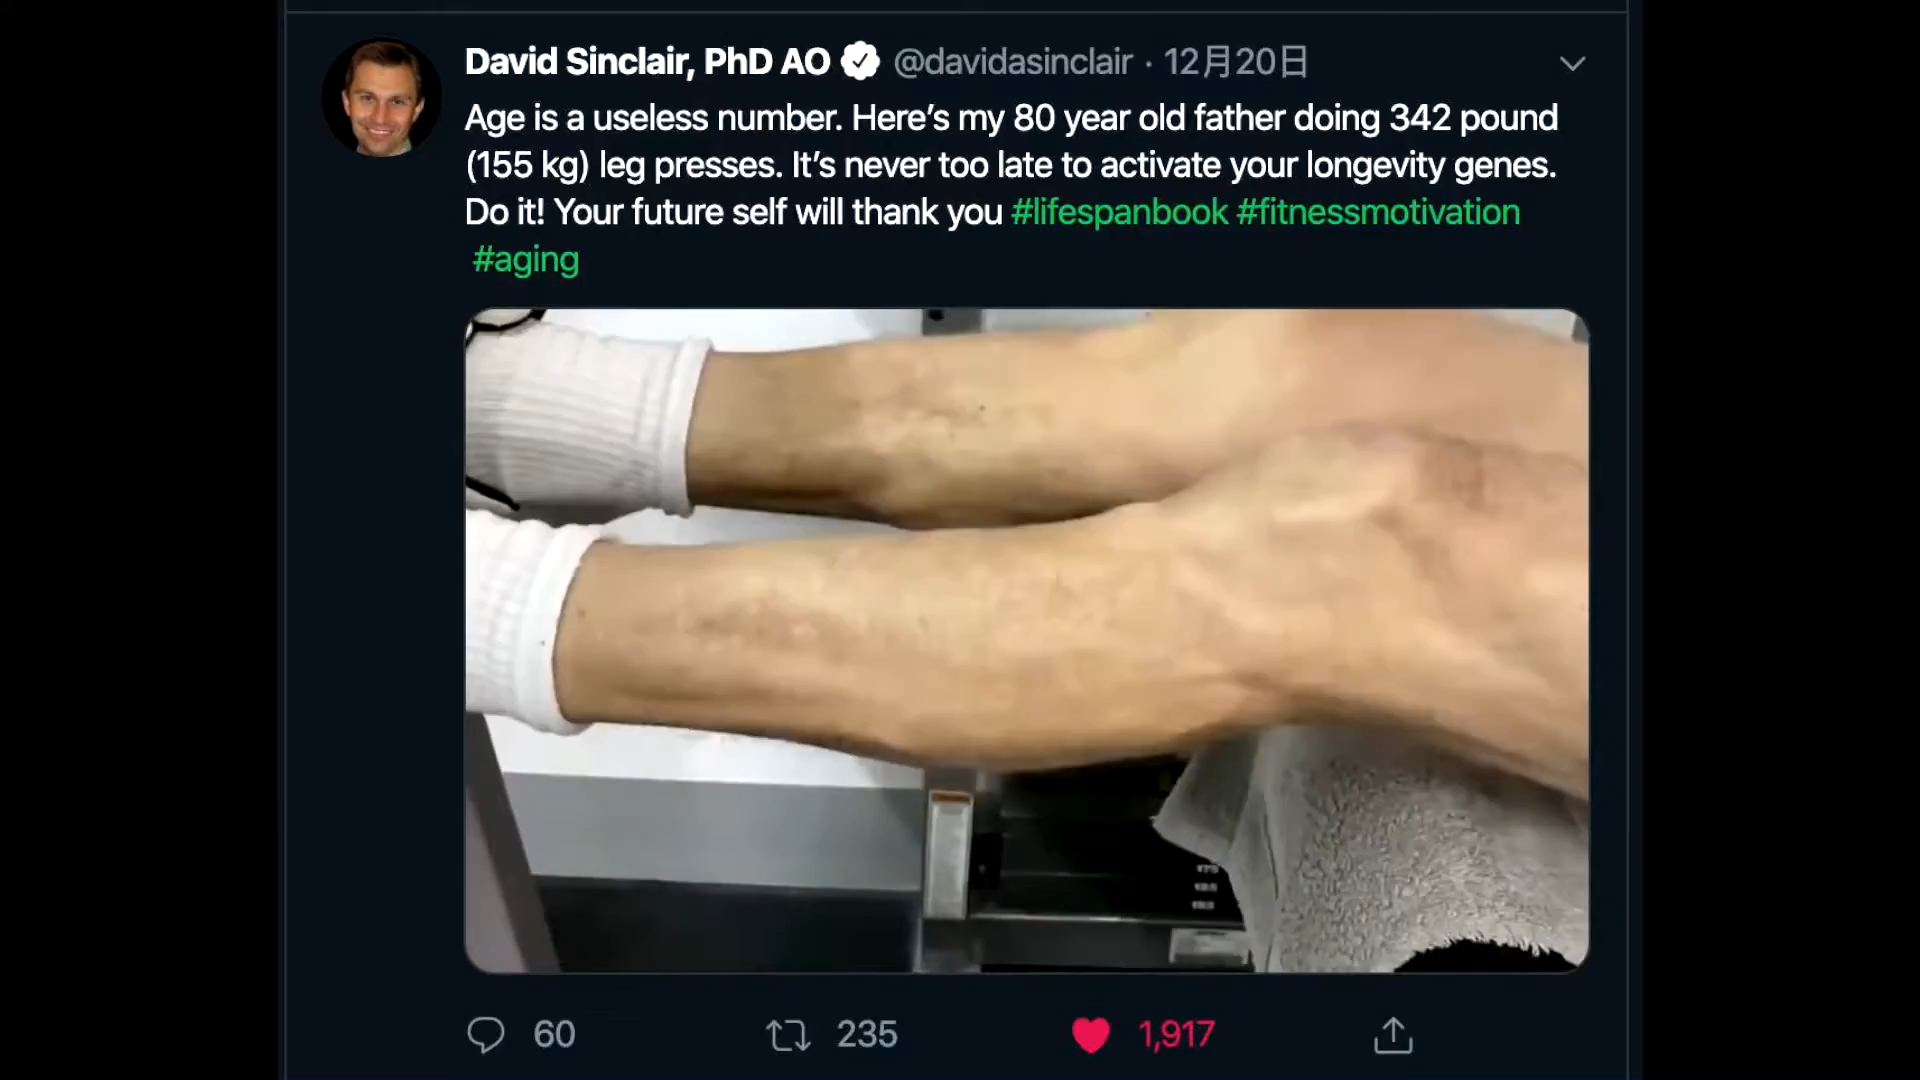 David Sinclair, PhD AO @davidasinclair · 12月20日
Age is a useless number. Here’s my 80 year old father doing 342 pound
(155 kg) leg presses. It’s never too late to activate your longevity genes.
Do it! Your future self will thank you #lifespanbook #fitnessmotivation
#aging
60 235 1,917